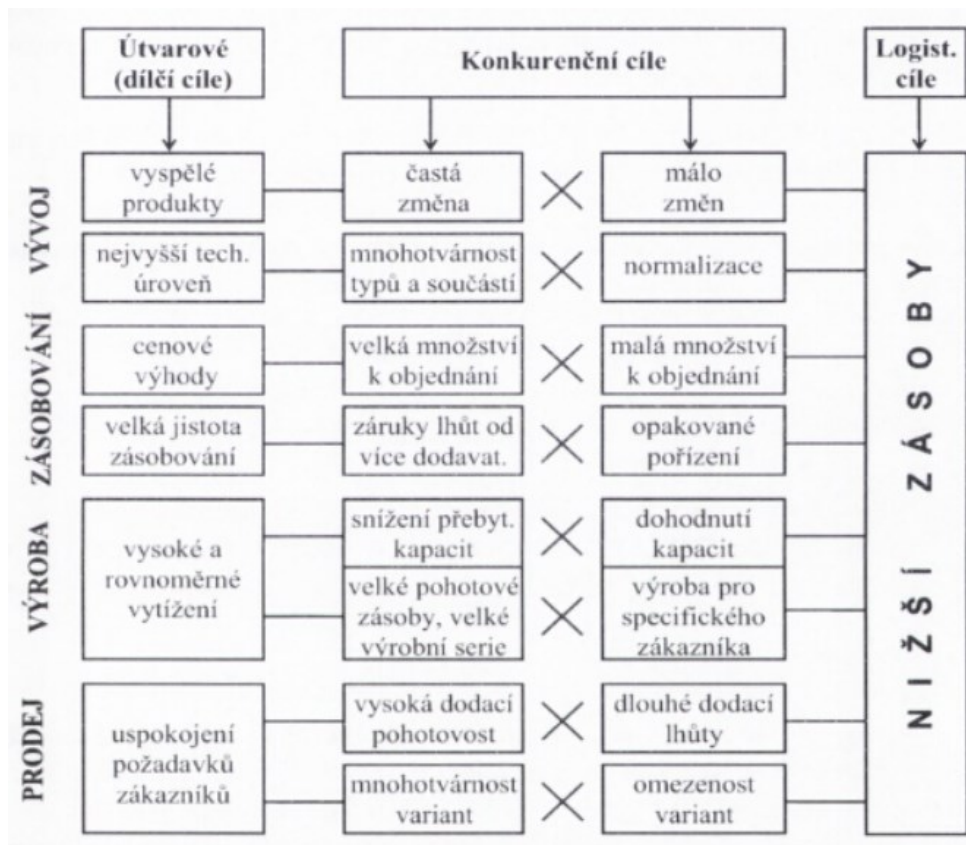 Útvarové
(dílčí cíle)
Konkurenční cíle
Logist.
cíle
VÝVOJ
vyspělé
produkty
častá
změna
málo
změn
nejvyšší tech.
úroveň
mnohotvárnost
typů a součástí
normalizace
ZÁSOBOVÁNÍ
cenové
výhody
velká množství
k objednání
malá množství
k objednání
velká jistota
zásobování
záruky lhůt od
více dodavat.
opakované
pořízení
VÝROBA
vysoké a
rovnoměrné
vytížení
snížení přebyt.
kapacit
dohodnutí
kapacit
velké pohotové
zásoby, velké
výrobní serie
výroba pro
specifického
zákazníka
PRODEJ
uspokojení
požadavků
zákazníků
vysoká dodací
pohotovost
dlouhé dodací
lhůty
mnohotvárnost
variant
omezenost
variant
NIŽŠÍ ZÁSOBY